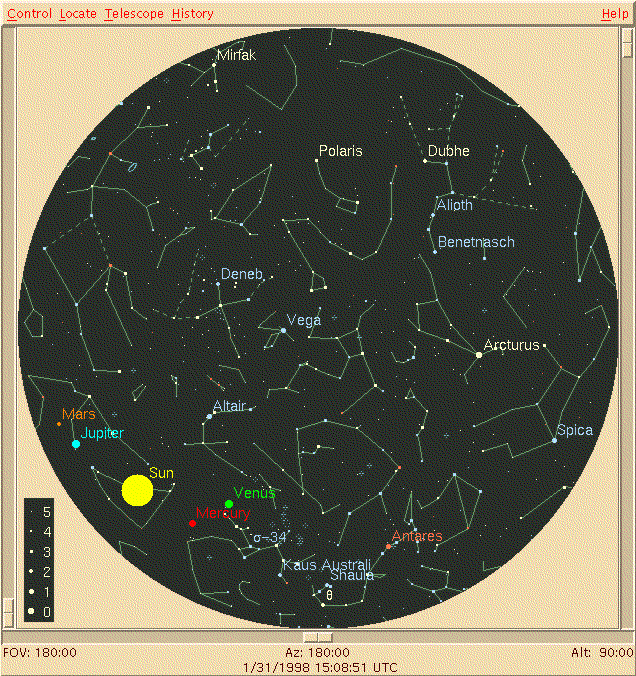 Control Locate Telescope History Help
Mirfak
Polaris
Dubhe
Alioth
Benetnasch
Deneb
Vega
Arcturus
Altair
Mars
Jupiter
Spica
Sun
Venus
Mercury
σ-34
Antares
Kaus Australi
Shaula
θ
5
4
3
2
1
0
FOV: 180:00 Az: 180:00 Alt: 90:00
1/31/1998 15:08:51 UTC